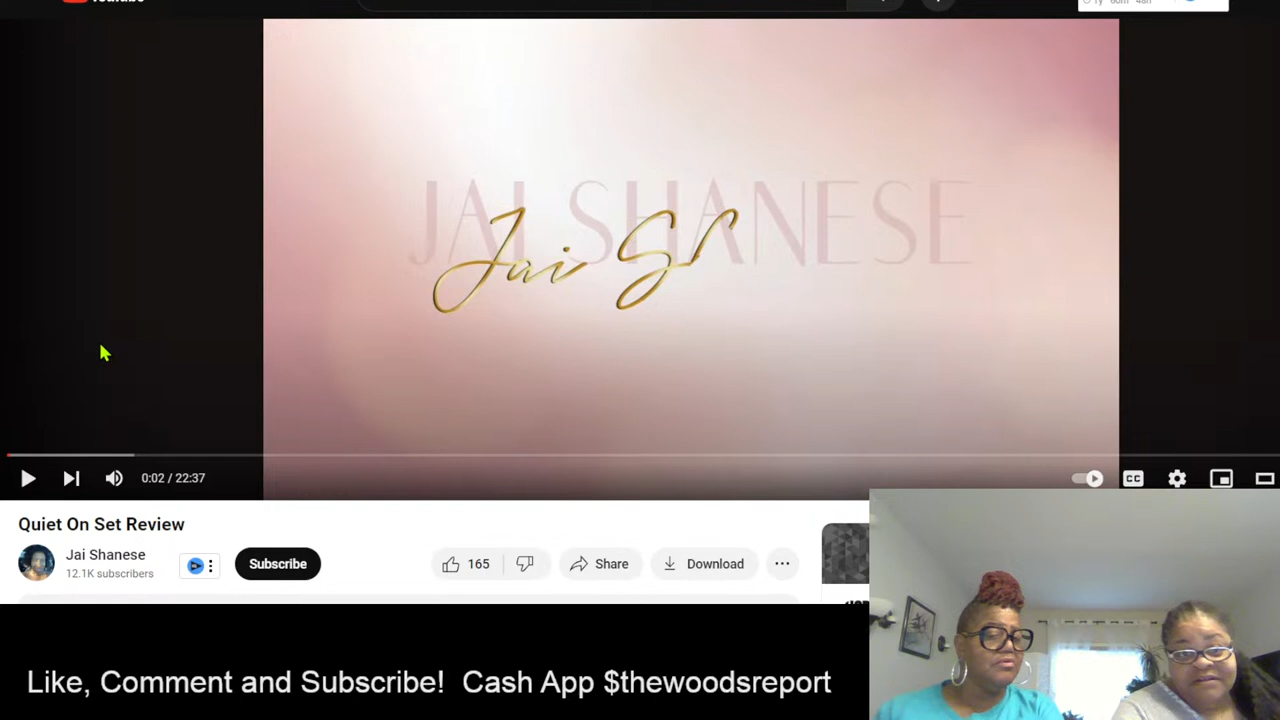 JAI SHANESE
Jai S
0:02 / 22:37
CC
Quiet On Set Review
Jai Shanese
12.1K subscribers
Subscribe
165
Share
Download
Like, Comment and Subscribe! Cash App $thewoodsreport